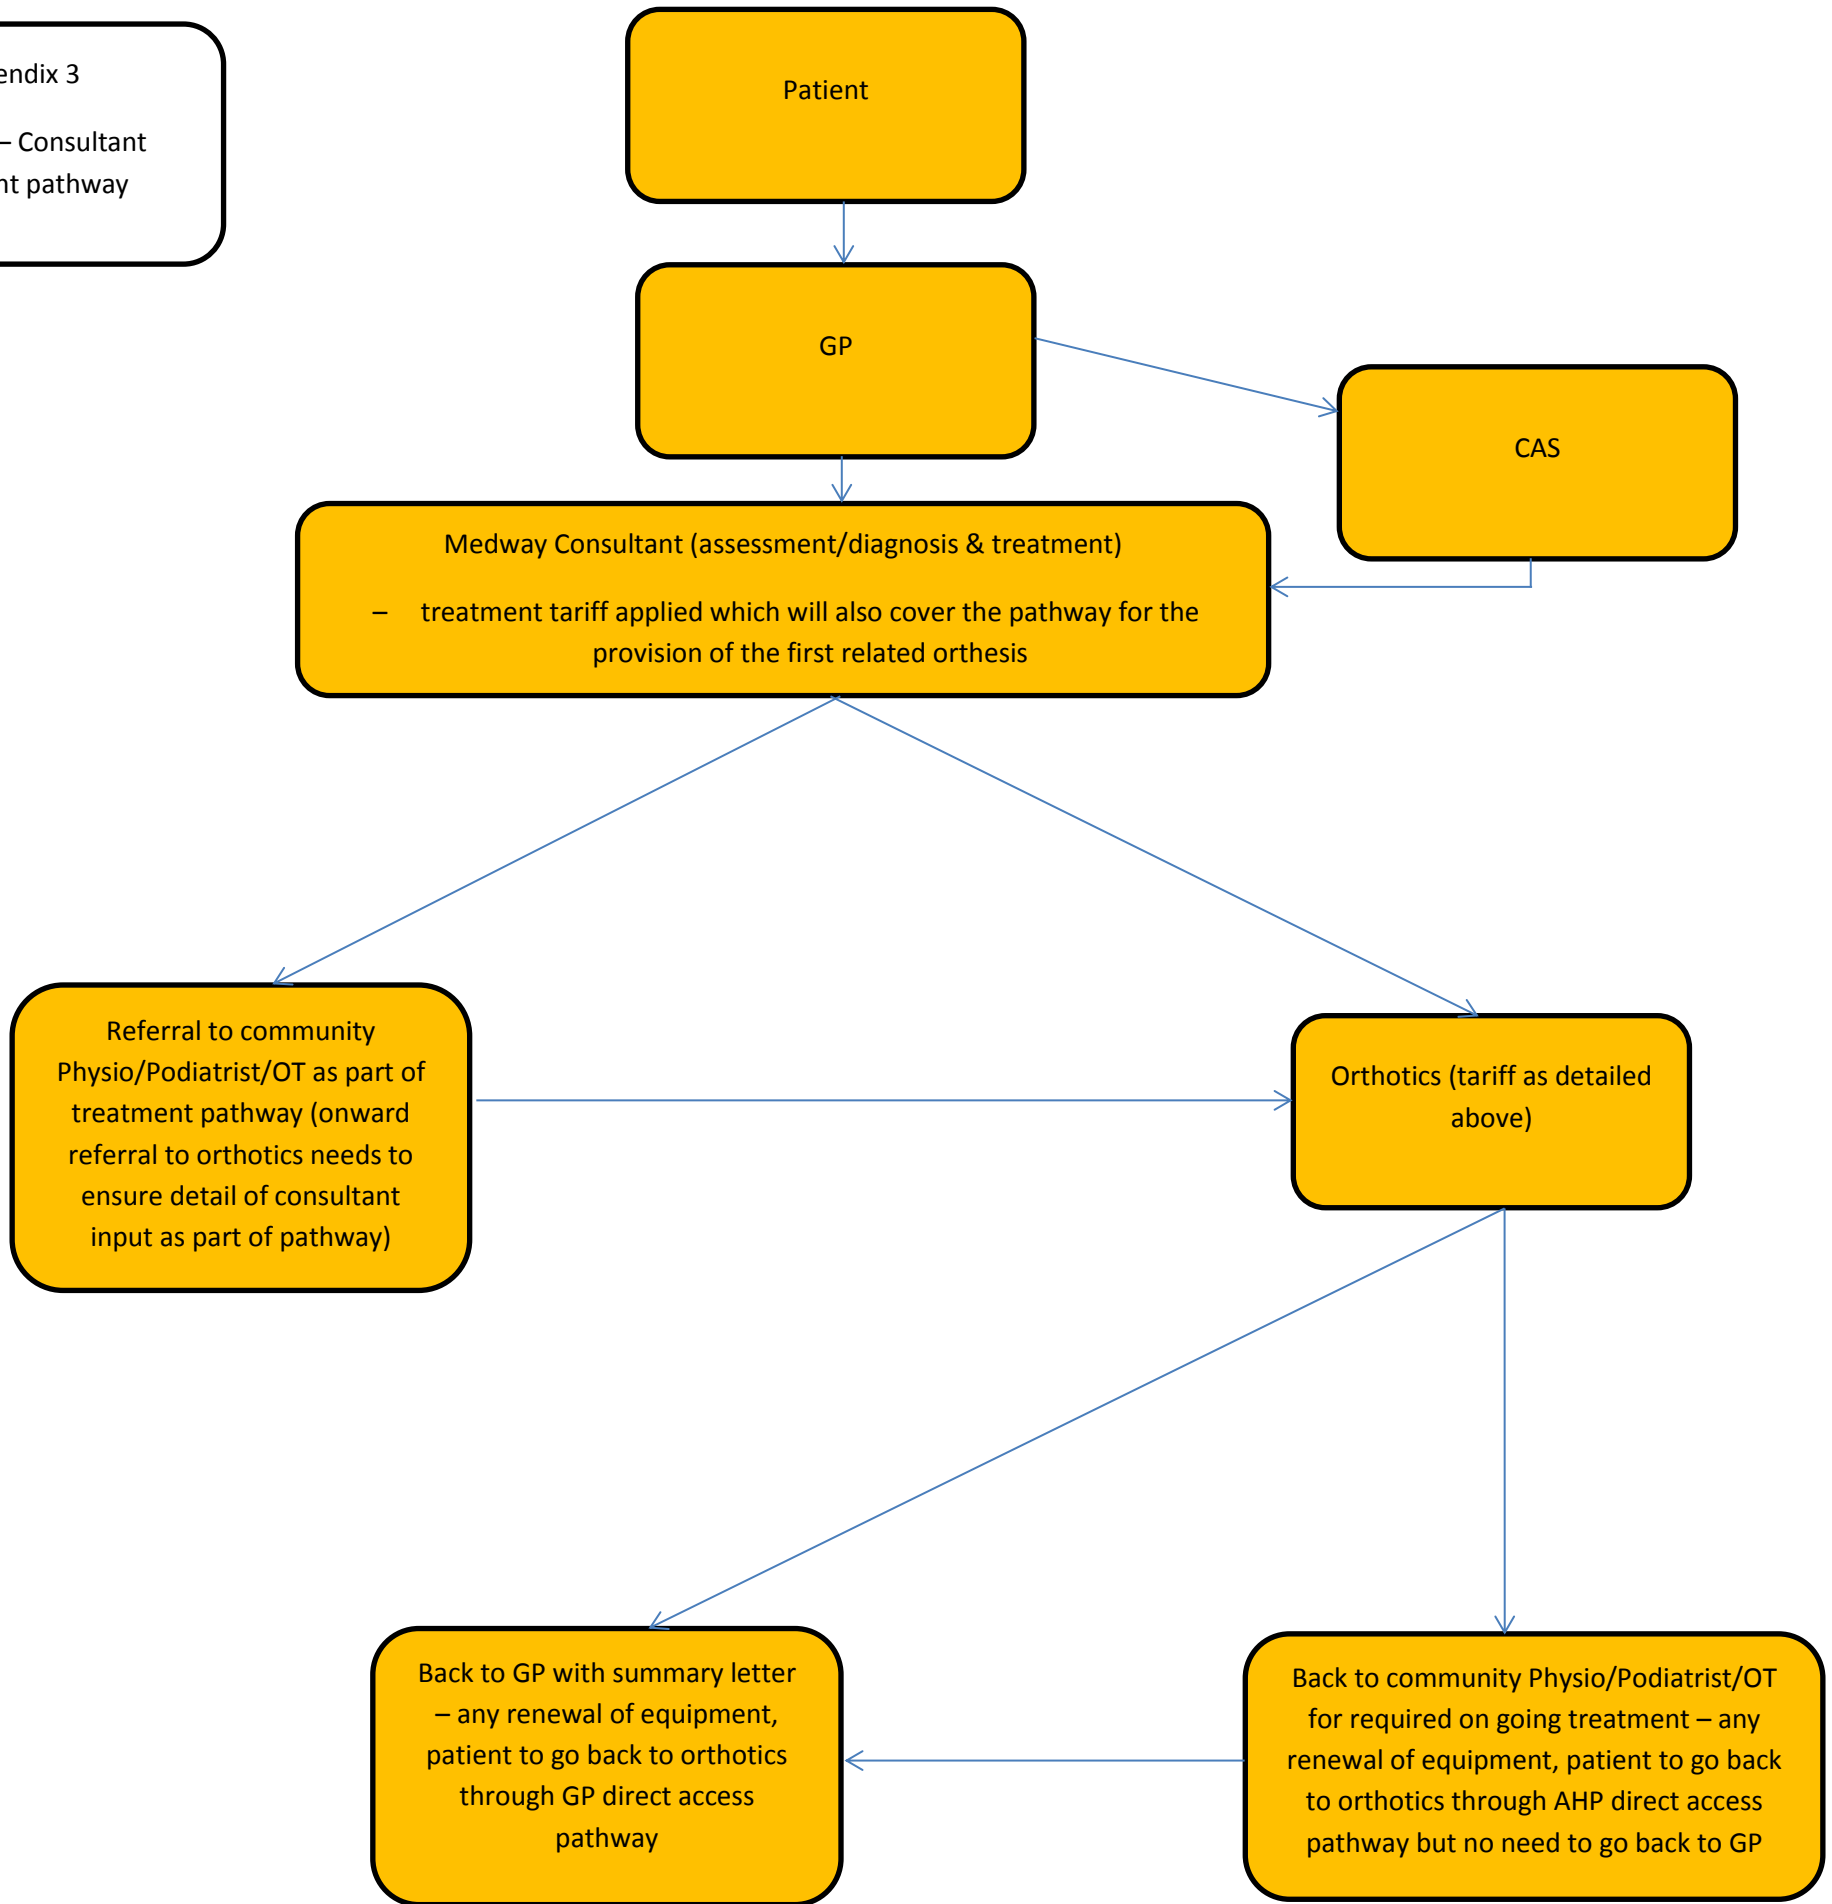 endix 3
– Consultant
nt pathway
Patient
GP
CAS
Medway Consultant (assessment/diagnosis & treatment)
– treatment tariff applied which will also cover the pathway for the
provision of the first related orthesis
Referral to community
Physio/Podiatrist/OT as part of
treatment pathway (onward
referral to orthotics needs to
ensure detail of consultant
input as part of pathway)
Orthotics (tariff as detailed
above)
Back to GP with summary letter
– any renewal of equipment,
patient to go back to orthotics
through GP direct access
pathway
Back to community Physio/Podiatrist/OT
for required on going treatment – any
renewal of equipment, patient to go back
to orthotics through AHP direct access
pathway but no need to go back to GP